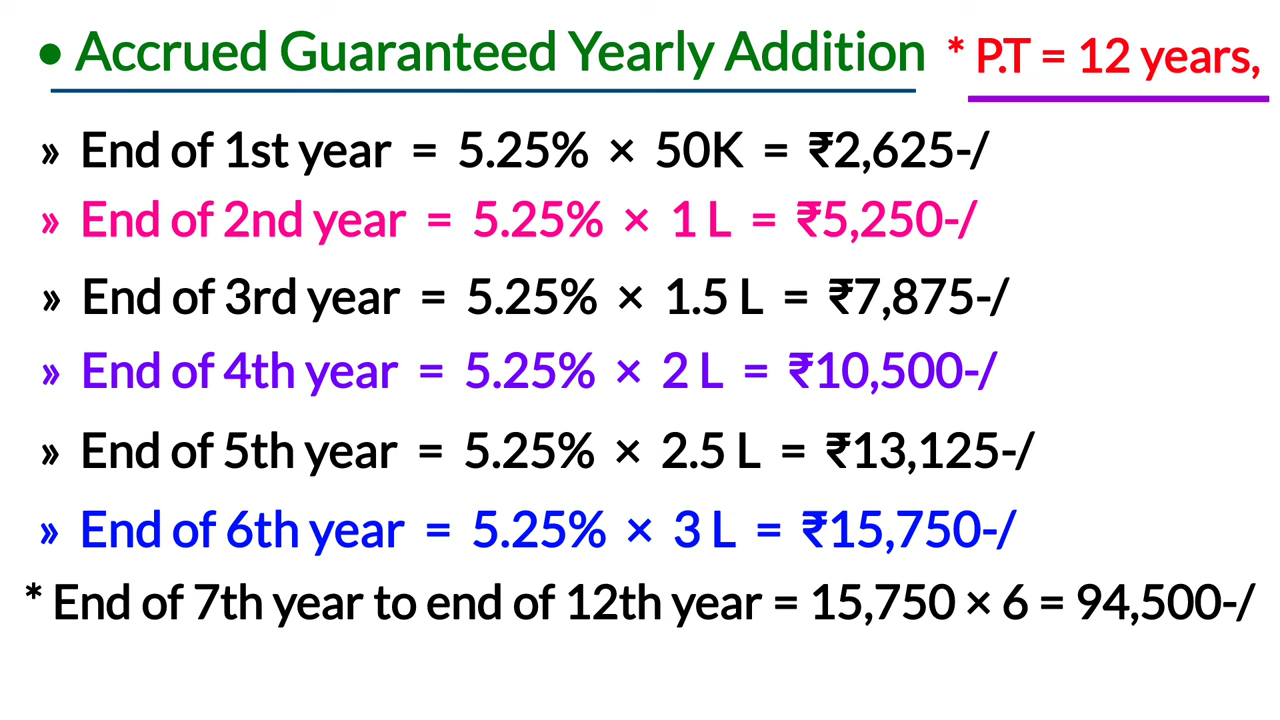 • Accrued Guaranteed Yearly Addition * P.T = 12 years,
» End of 1st year = 5.25% × 50K = ₹2,625-/
» End of 2nd year = 5.25% × 1 L = ₹5,250-/
» End of 3rd year = 5.25% × 1.5 L = ₹7,875-/
» End of 4th year = 5.25% × 2 L = ₹10,500-/
» End of 5th year = 5.25% × 2.5 L = ₹13,125-/
» End of 6th year = 5.25% × 3 L = ₹15,750-/
* End of 7th year to end of 12th year = 15,750 × 6 = 94,500-/